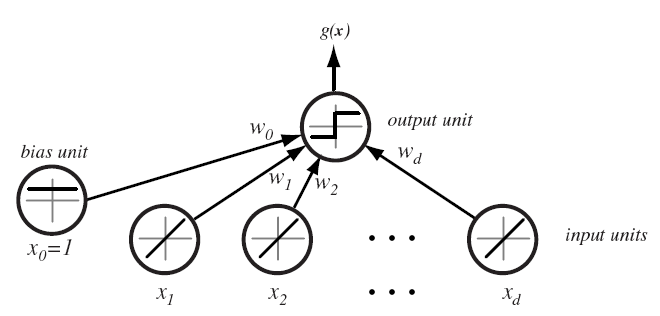 g(x)
output unit
w0
wd
bias unit
w1
w2
x0=1
input units
. . .
x1
x2
. . .
xd